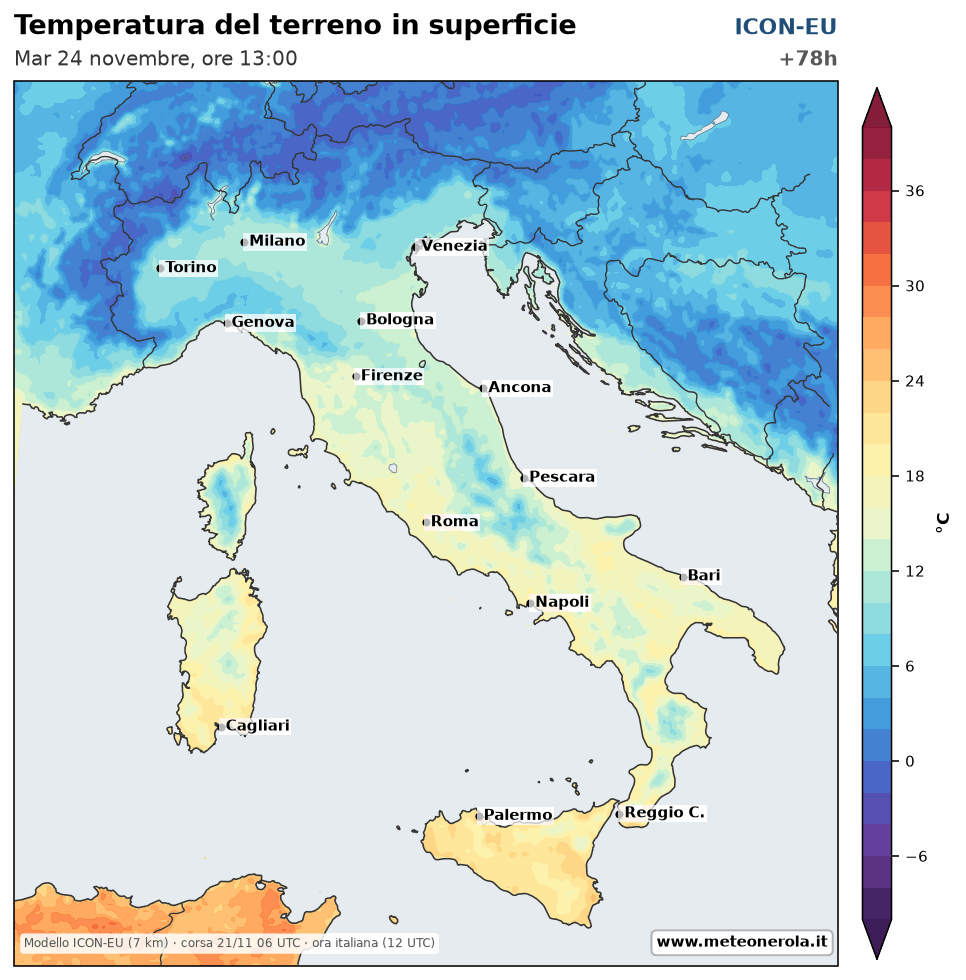 Temperatura del terreno in superficie
ICON-EU
Mar 24 novembre, ore 13:00
+78h
Milano
Venezia
Torino
Genova
Bologna
Firenze
Ancona
Pescara
Roma
Bari
Napoli
Cagliari
Palermo
Reggio C.
36
30
24
18
12
6
0
−6
°C
Modello ICON-EU (7 km) · corsa 21/11 06 UTC · ora italiana (12 UTC)
www.meteonerola.it